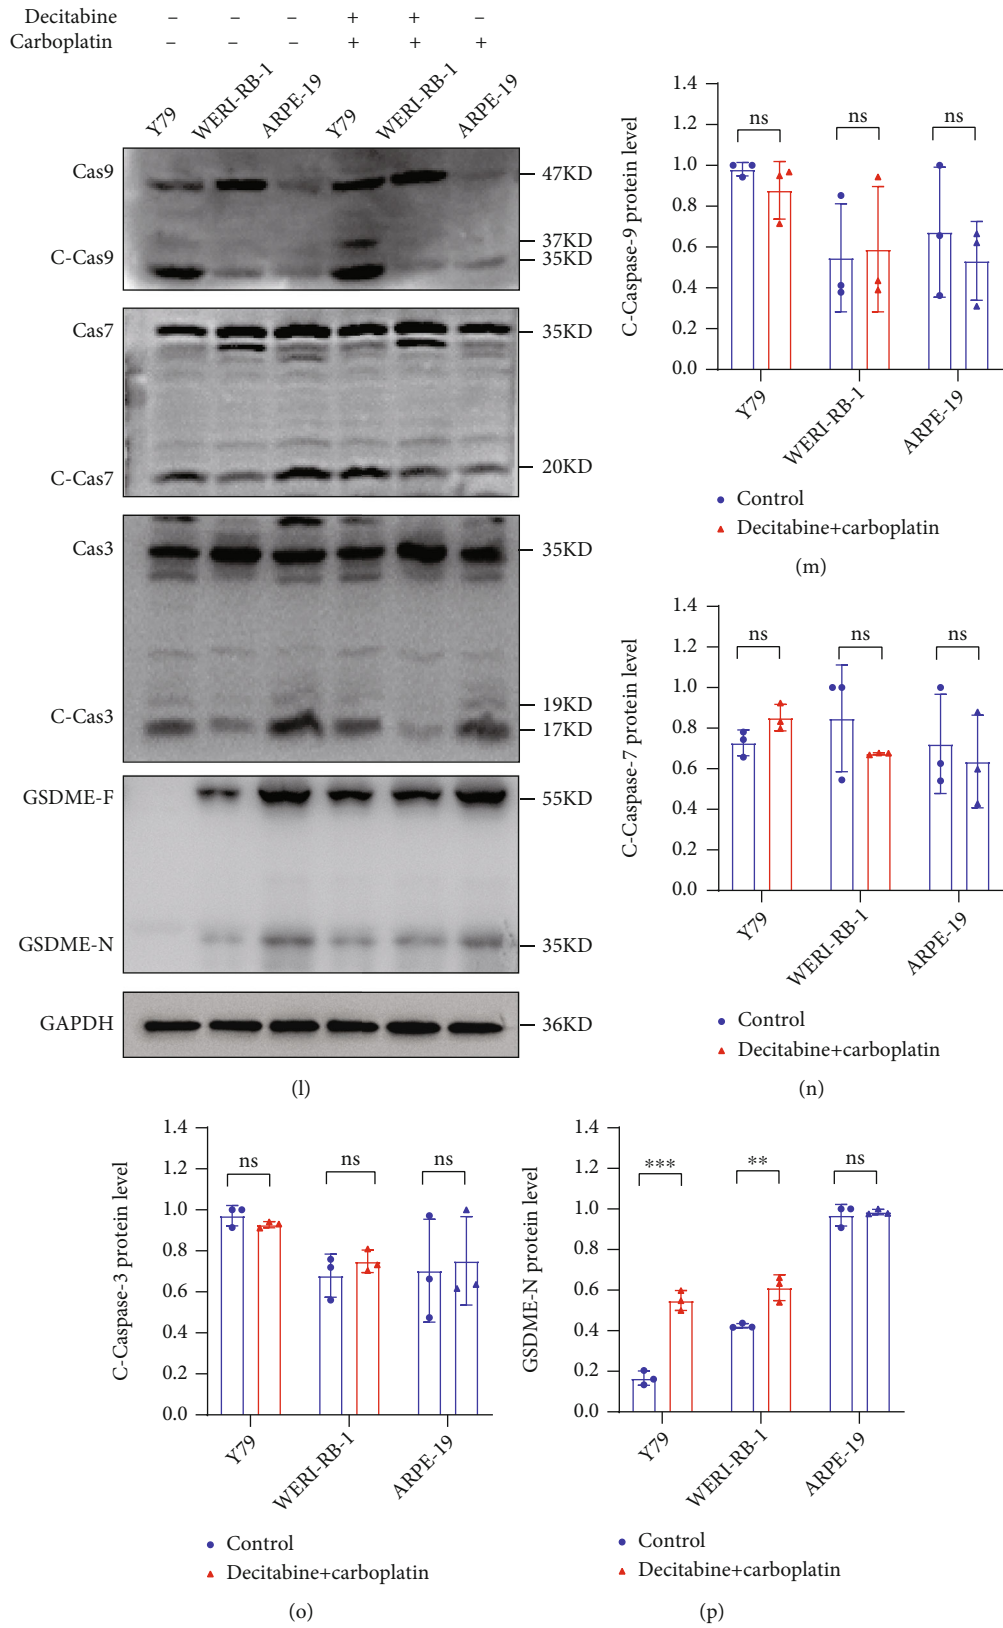 Decitabine – – – + + –
Carboplatin – – – + + +
Y79 WERI-RB-1 ARPE-19 Y79 WERI-RB-1 ARPE-19
Cas9 47KD
37KD
C-Cas9 35KD
Cas7 35KD
C-Cas7 20KD
Cas3 35KD
19KD
C-Cas3 17KD
GSDME-F 55KD
GSDME-N 35KD
GAPDH 36KD
(l)
C-Caspase-9 protein level
1.4
1.2
1.0
0.8
0.6
0.4
0.2
0.0
ns ns ns
Y79 WERI-RB-1 ARPE-19
Control
Decitabine+carboplatin
(m)
C-Caspase-7 protein level
1.4
1.2
1.0
0.8
0.6
0.4
0.2
0.0
ns ns ns
Y79 WERI-RB-1 ARPE-19
Control
Decitabine+carboplatin
(n)
C-Caspase-3 protein level
1.4
1.2
1.0
0.8
0.6
0.4
0.2
0.0
ns ns ns
Y79 WERI-RB-1 ARPE-19
Control
Decitabine+carboplatin
(o)
GSDME-N protein level
1.4
1.2
1.0
0.8
0.6
0.4
0.2
0.0
*** ** ns
Y79 WERI-RB-1 ARPE-19
Control
Decitabine+carboplatin
(p)